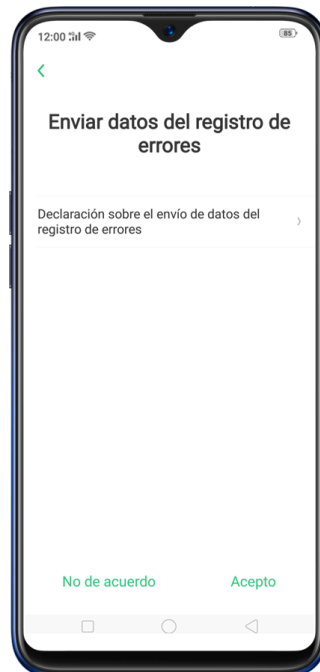 12:00
85
Enviar datos del registro de
errores
Declaración sobre el envío de datos del
registro de errores
No de acuerdo
Acepto